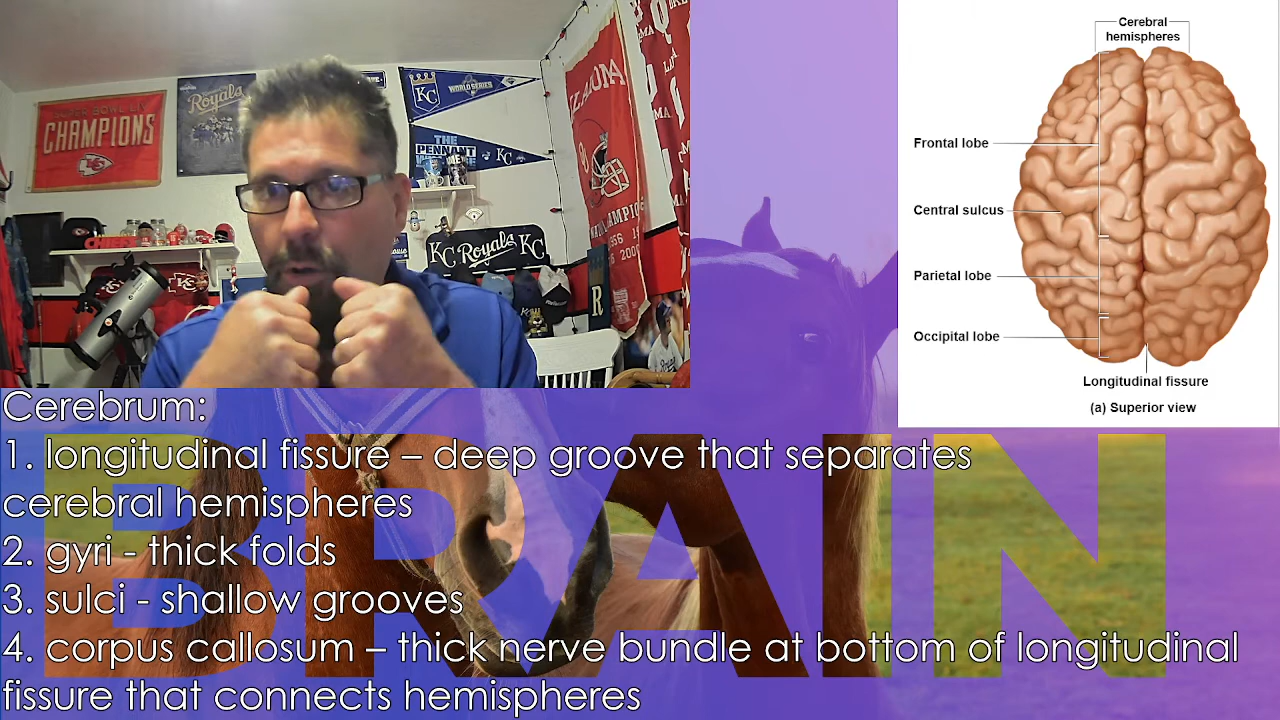 CHAMPIONS
Royals
KC
WORLD SERIES
THE
PENNANT
KC
KC Royals KC
CHIEFS
KC
R
Cerebral
hemispheres
Frontal lobe
Central sulcus
Parietal lobe
Occipital lobe
Longitudinal fissure
(a) Superior view
BRAIN
Cerebrum:
1. longitudinal fissure – deep groove that separates
cerebral hemispheres
2. gyri - thick folds
3. sulci - shallow grooves
4. corpus callosum – thick nerve bundle at bottom of longitudinal
fissure that connects hemispheres